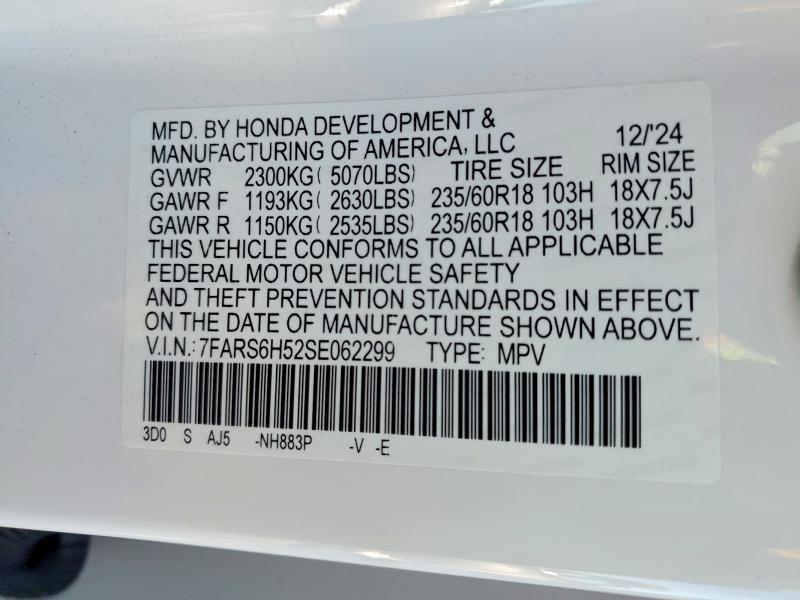 MFD. BY HONDA DEVELOPMENT & 
MANUFACTURING OF AMERICA, LLC 12/'24
GVWR 2300KG( 5070LBS) TIRE SIZE RIM SIZE
GAWR F 1193KG( 2630LBS) 235/60R18 103H 18X7.5J
GAWR R 1150KG( 2535LBS) 235/60R18 103H 18X7.5J
THIS VEHICLE CONFORMS TO ALL APPLICABLE
FEDERAL MOTOR VEHICLE SAFETY
AND THEFT PREVENTION STANDARDS IN EFFECT
ON THE DATE OF MANUFACTURE SHOWN ABOVE.
V.I.N.:7FARS6H52SE062299 TYPE: MPV
3D0 S AJ5 -NH883P -V -E